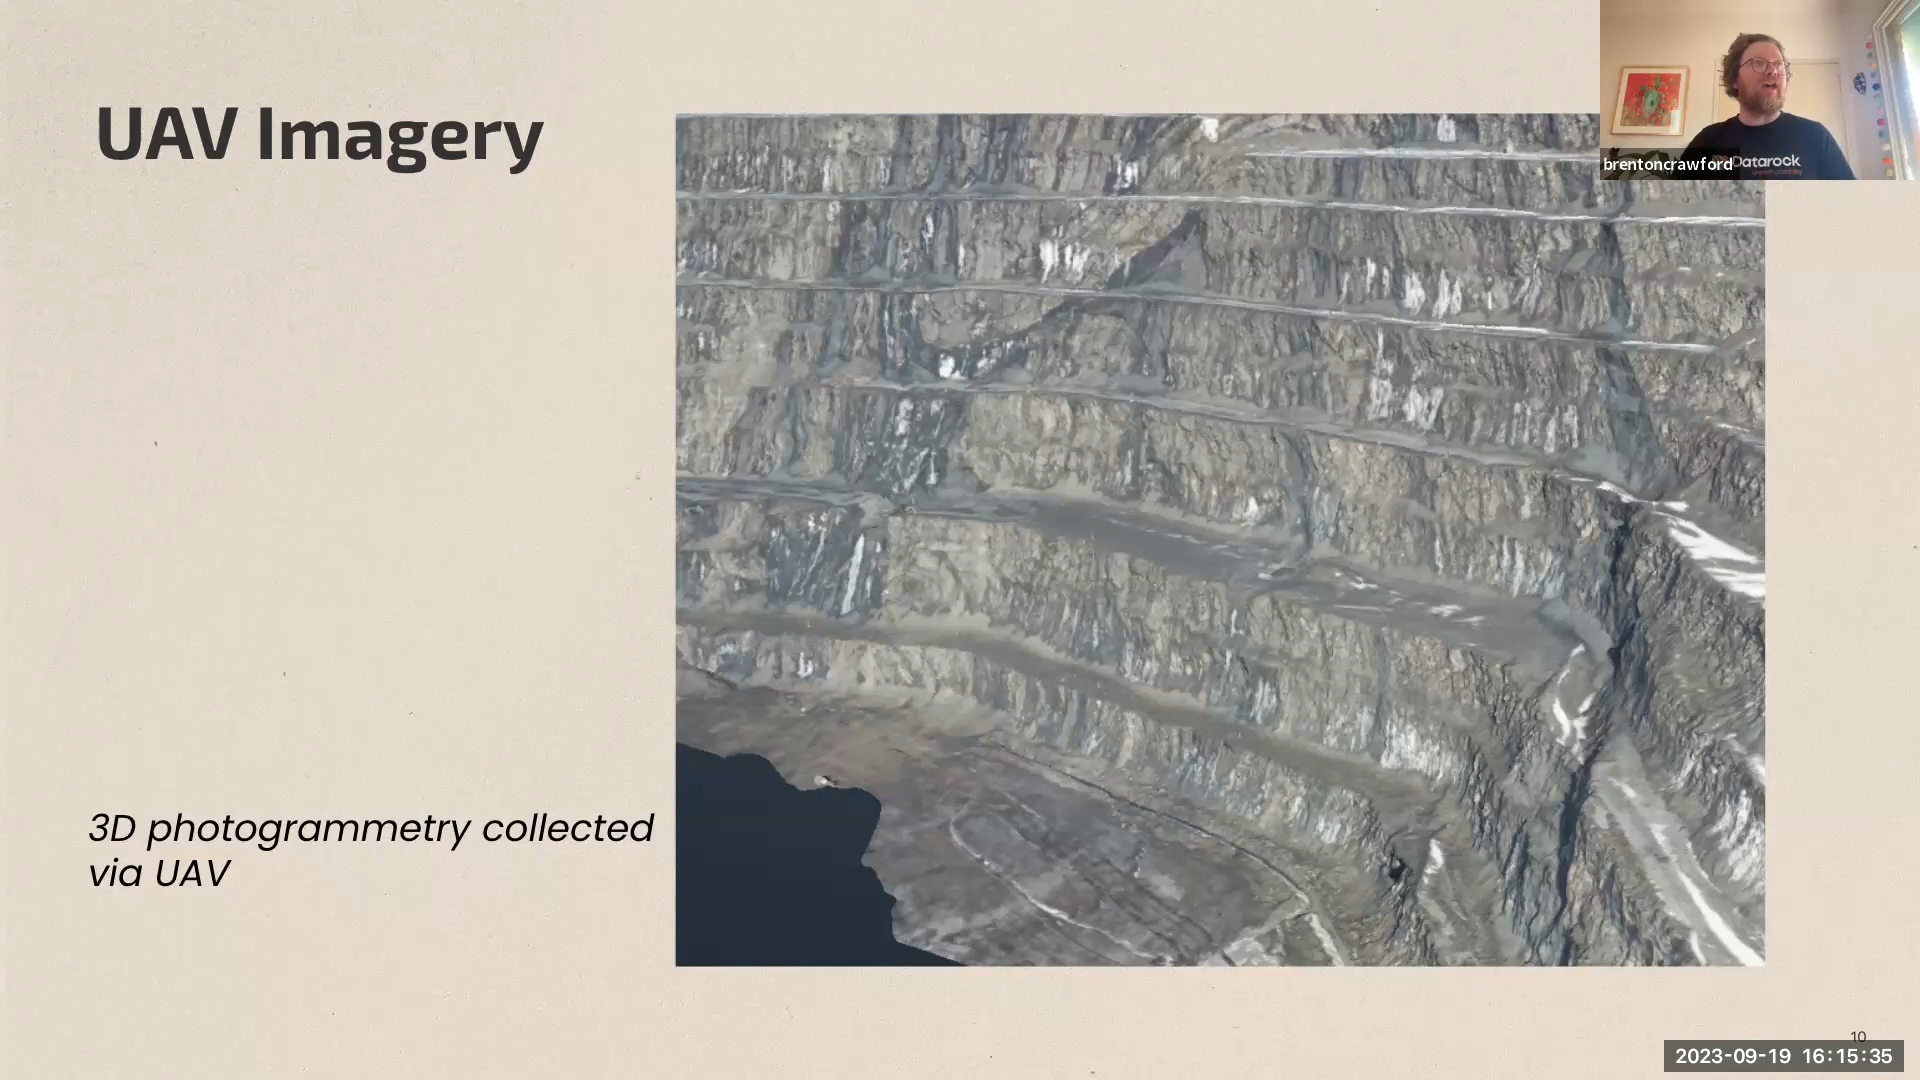 UAV Imagery
brentoncrawford
Datarock
3D photogrammetry collected
via UAV
10
2023-09-19 16:15:35